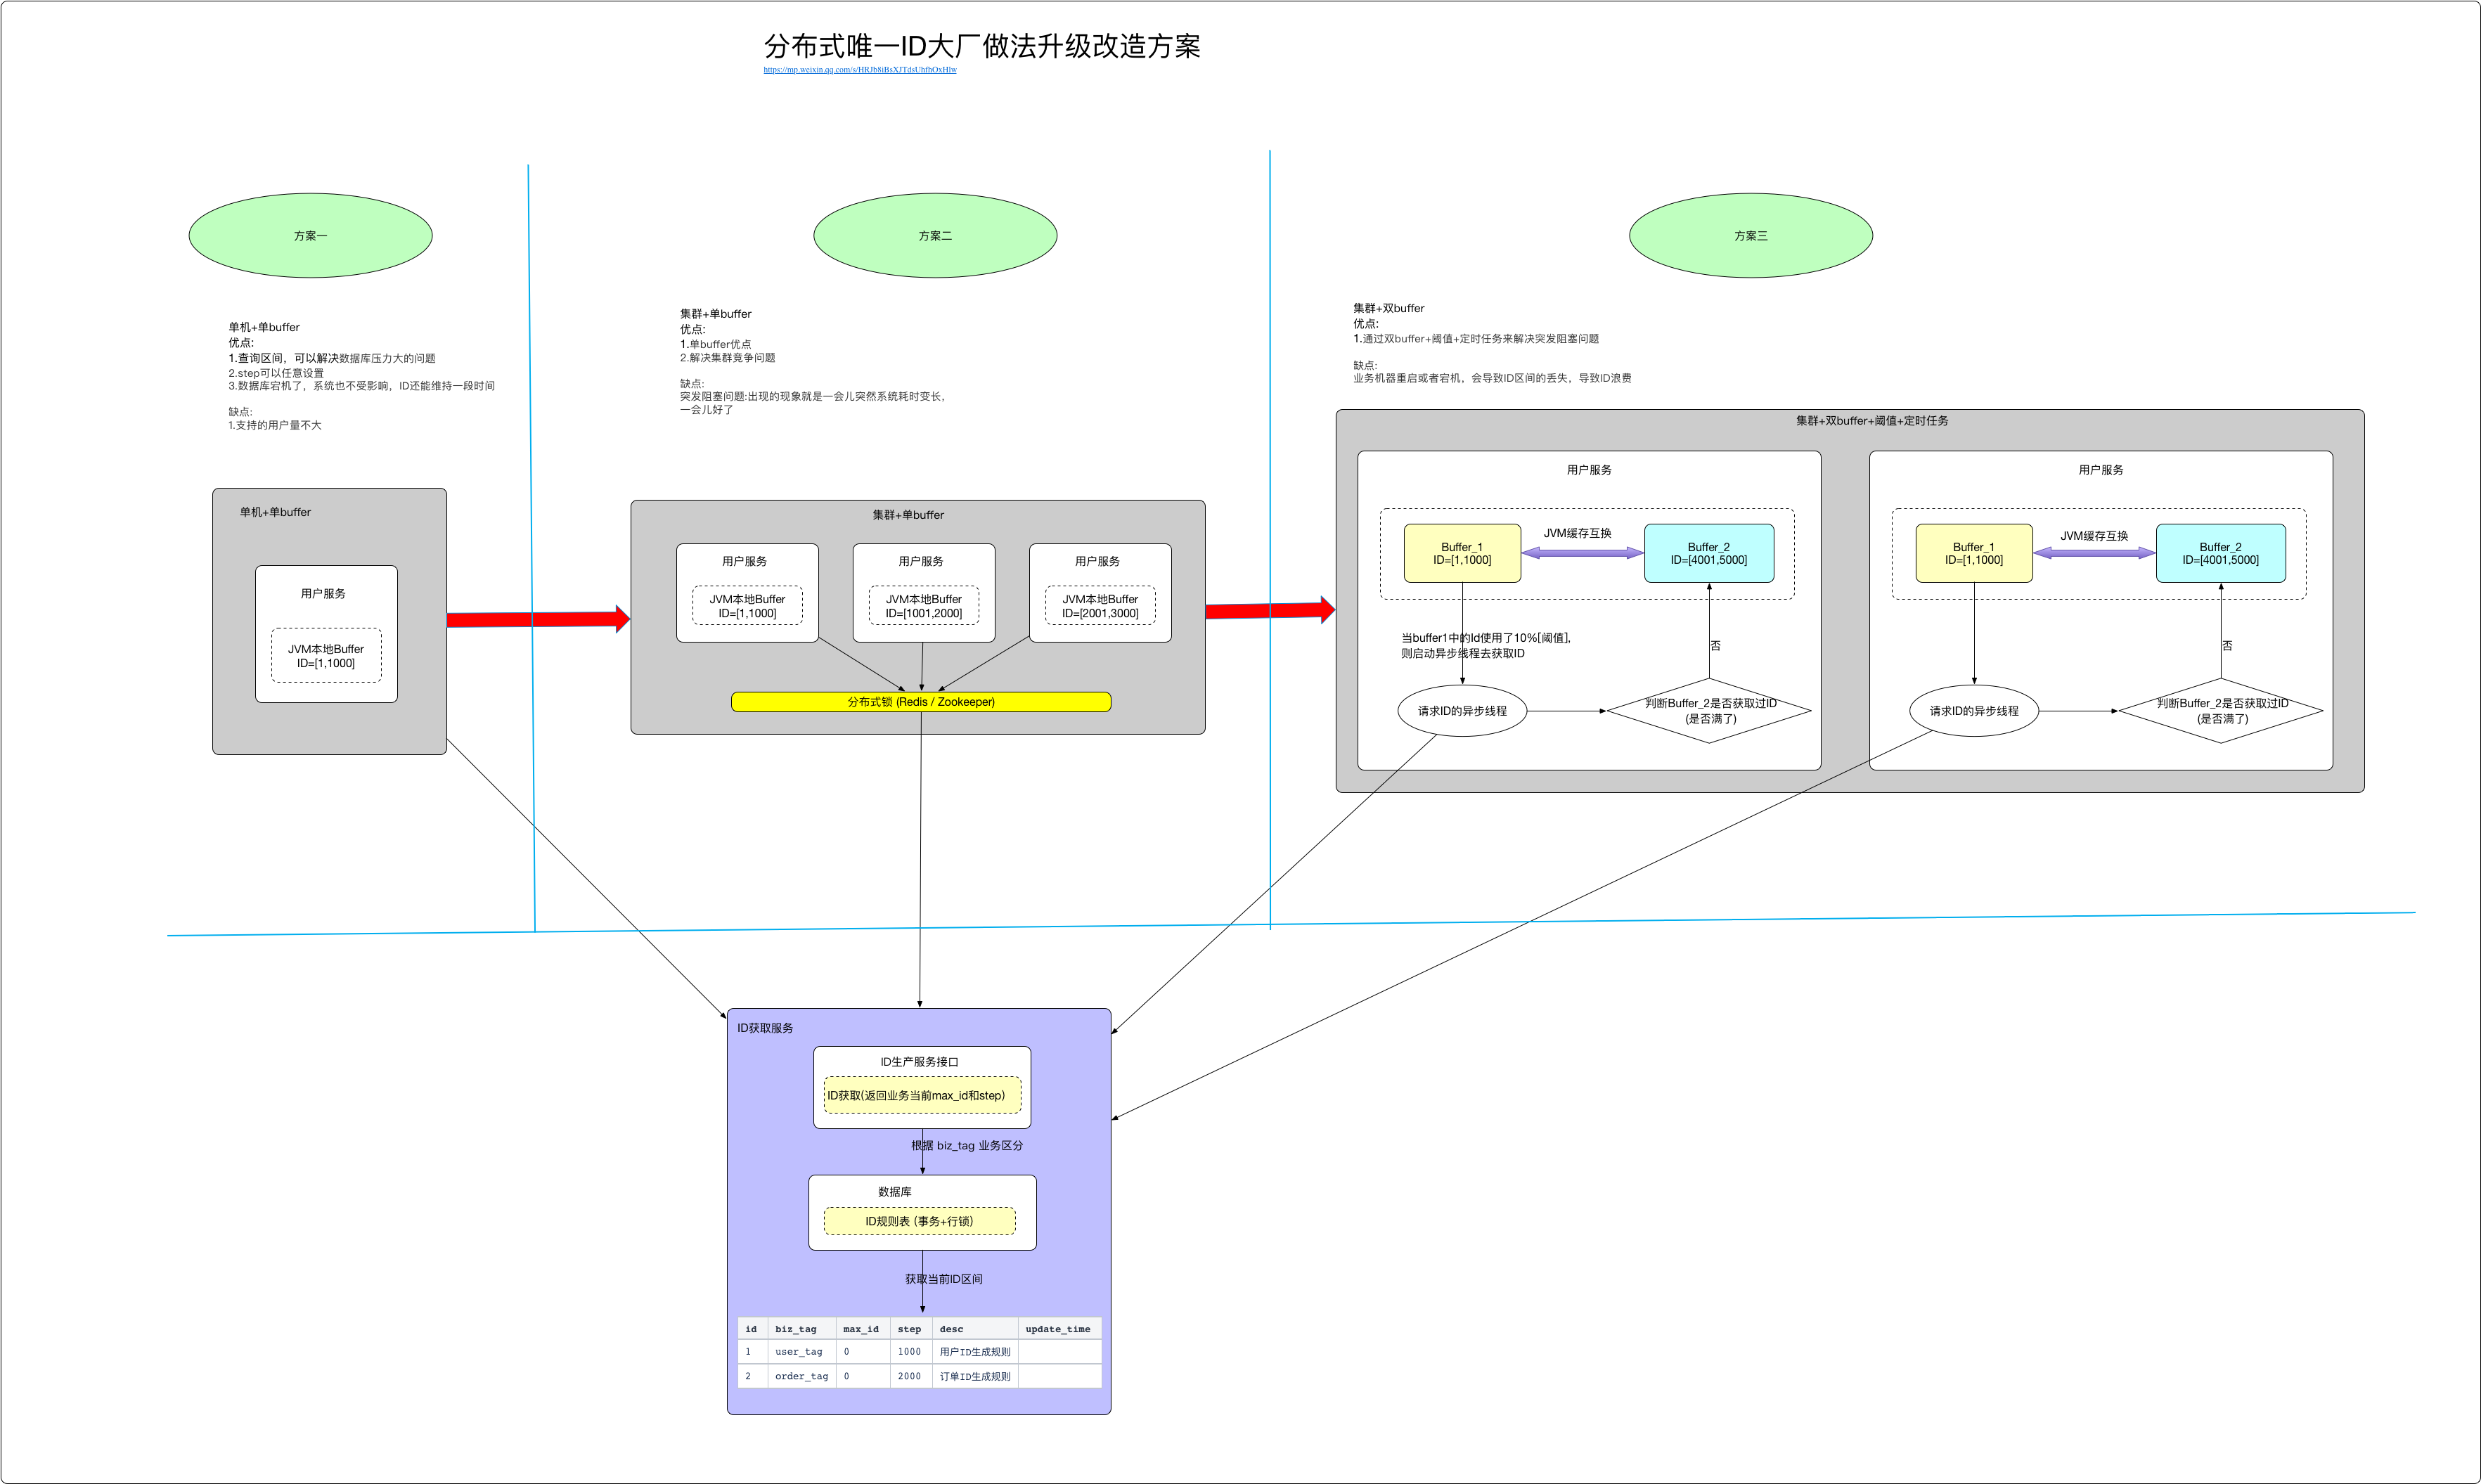 分布式唯一ID大厂做法升级改造方案
https://mp.weixin.qq.com/s/HRJb8iBsXJTdsUhfhOxHlw
方案一
单机+单buffer
优点:
1.查询区间，可以解决数据库压力大的问题
2.step可以任意设置
3.数据库宕机了，系统也不受影响，ID还能维持一段时间
缺点:
1.支持的用户量不大
单机+单buffer
用户服务
JVM本地Buffer
ID=[1,1000]
方案二
集群+单buffer
优点:
1.单buffer优点
2.解决集群竞争问题
缺点:
突发阻塞问题:出现的现象就是一会儿突然系统耗时变长，
一会儿好了
集群+单buffer
用户服务
JVM本地Buffer
ID=[1,1000]
用户服务
JVM本地Buffer
ID=[1001,2000]
用户服务
JVM本地Buffer
ID=[2001,3000]
分布式锁 (Redis / Zookeeper)
方案三
集群+双buffer
优点:
1.通过双buffer+阈值+定时任务来解决突发阻塞问题
缺点:
业务机器重启或者宕机，会导致ID区间的丢失，导致ID浪费
集群+双buffer+阈值+定时任务
用户服务
Buffer_1
ID=[1,1000]
JVM缓存互换
Buffer_2
ID=[4001,5000]
当buffer1中的Id使用了10%[阈值],
则启动异步线程去获取ID
否
请求ID的异步线程
判断Buffer_2是否获取过ID
(是否满了)
用户服务
Buffer_1
ID=[1,1000]
JVM缓存互换
Buffer_2
ID=[4001,5000]
否
请求ID的异步线程
判断Buffer_2是否获取过ID
(是否满了)
ID获取服务
ID生产服务接口
ID获取(返回业务当前max_id和step)
根据 biz_tag 业务区分
数据库
ID规则表 (事务+行锁)
获取当前ID区间
id biz_tag max_id step desc update_time
1 user_tag 0 1000 用户ID生成规则
2 order_tag 0 2000 订单ID生成规则